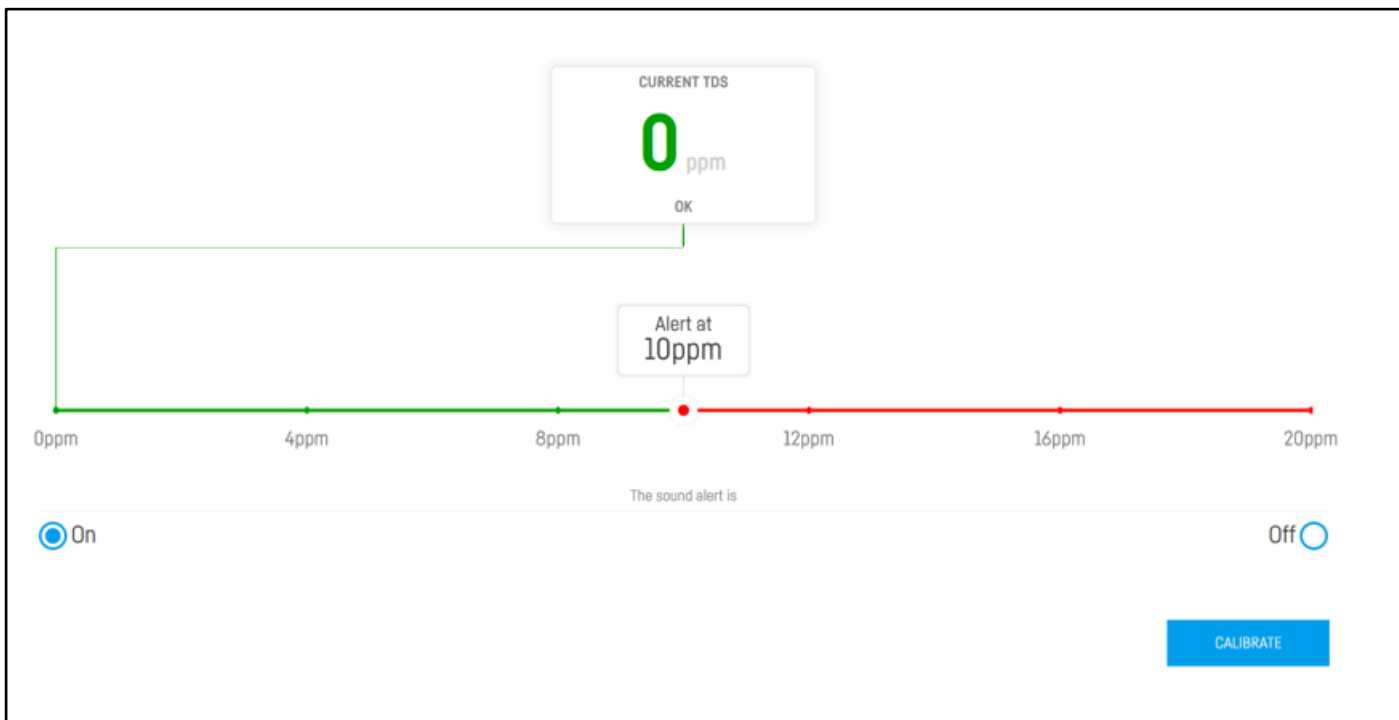 CURRENT TDS
0 ppm
OK
Alert at
10ppm
0ppm 4ppm 8ppm 12ppm 16ppm 20ppm
The sound alert is
On Off
CALIBRATE